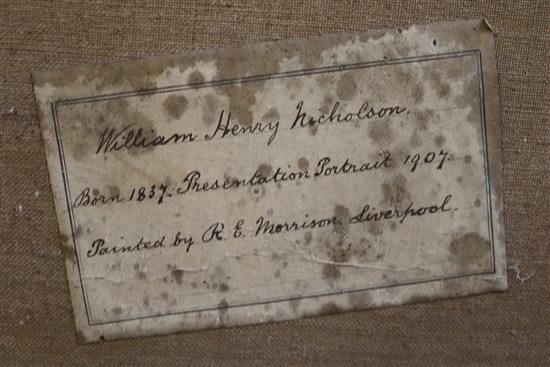 William Henry Nicholson.
Born 1837. Presentation Portrait 1907.
Painted by R. E. Morrison. Liverpool.